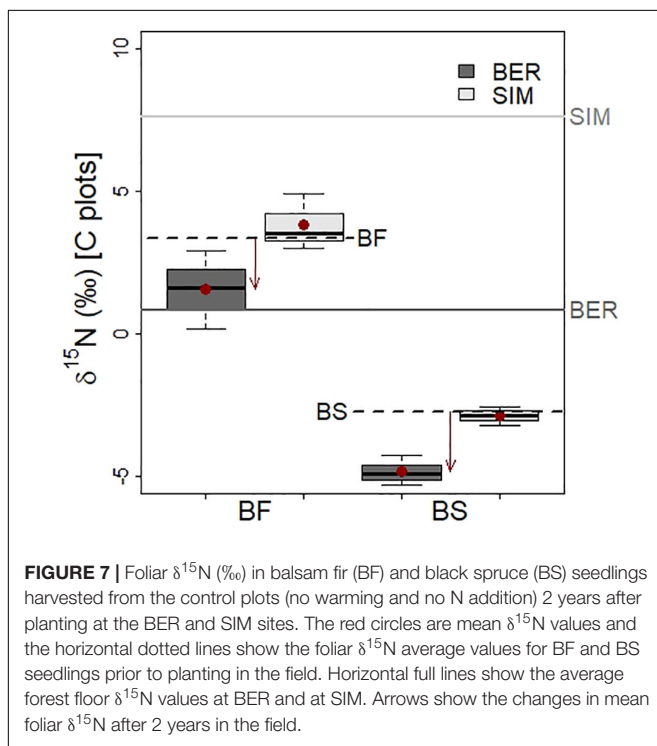 10
5
0
-5
δ¹⁵N (‰) [C plots]
BER
SIM
SIM
BF
BER
BS
BF BS
FIGURE 7 | Foliar δ¹⁵N (‰) in balsam fir (BF) and black spruce (BS) seedlings
harvested from the control plots (no warming and no N addition) 2 years after
planting at the BER and SIM sites. The red circles are mean δ¹⁵N values and
the horizontal dotted lines show the foliar δ¹⁵N average values for BF and BS
seedlings prior to planting in the field. Horizontal full lines show the average
forest floor δ¹⁵N values at BER and at SIM. Arrows show the changes in mean
foliar δ¹⁵N after 2 years in the field.